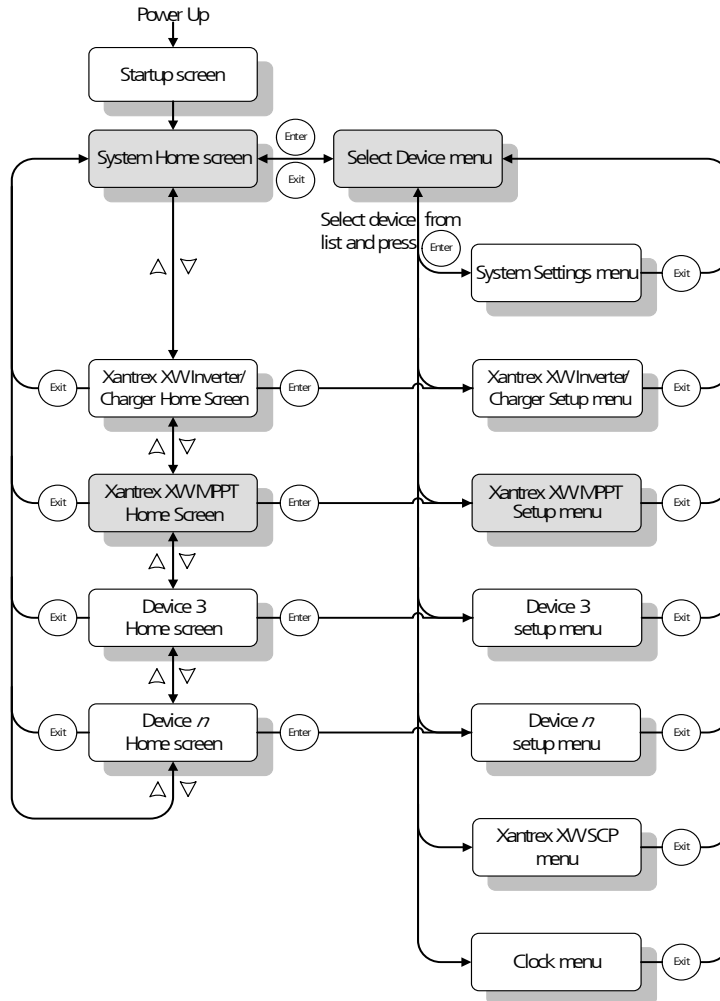 Power Up
Startup screen
System Home screen
Enter
Exit
Select Device menu
Select device from
list and press
Enter
System Settings menu
Exit
Exit
Xantrex XW Inverter/
Charger Home Screen
Enter
Xantrex XW Inverter/
Charger Setup menu
Exit
Exit
Xantrex XW MPPT
Home Screen
Enter
Xantrex XW MPPT
Setup menu
Exit
Exit
Device 3
Home screen
Enter
Device 3
setup menu
Exit
Exit
Device n
Home screen
Enter
Device n
setup menu
Exit
Xantrex XW SCP
menu
Exit
Clock menu
Exit